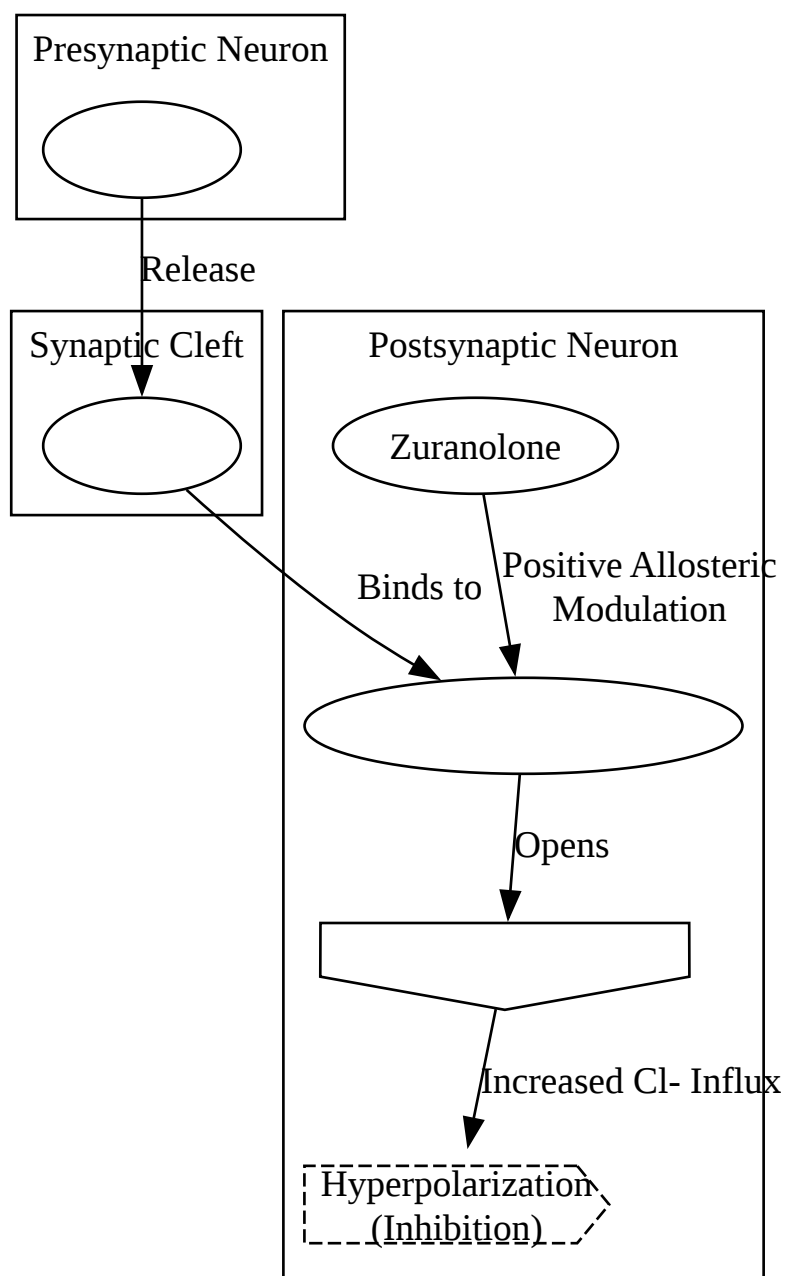 Presynaptic Neuron
Release
Synaptic Cleft
Postsynaptic Neuron
Zuranolone
Binds to
Positive Allosteric
Modulation
Opens
Increased Cl- Influx
Hyperpolarization
(Inhibition)